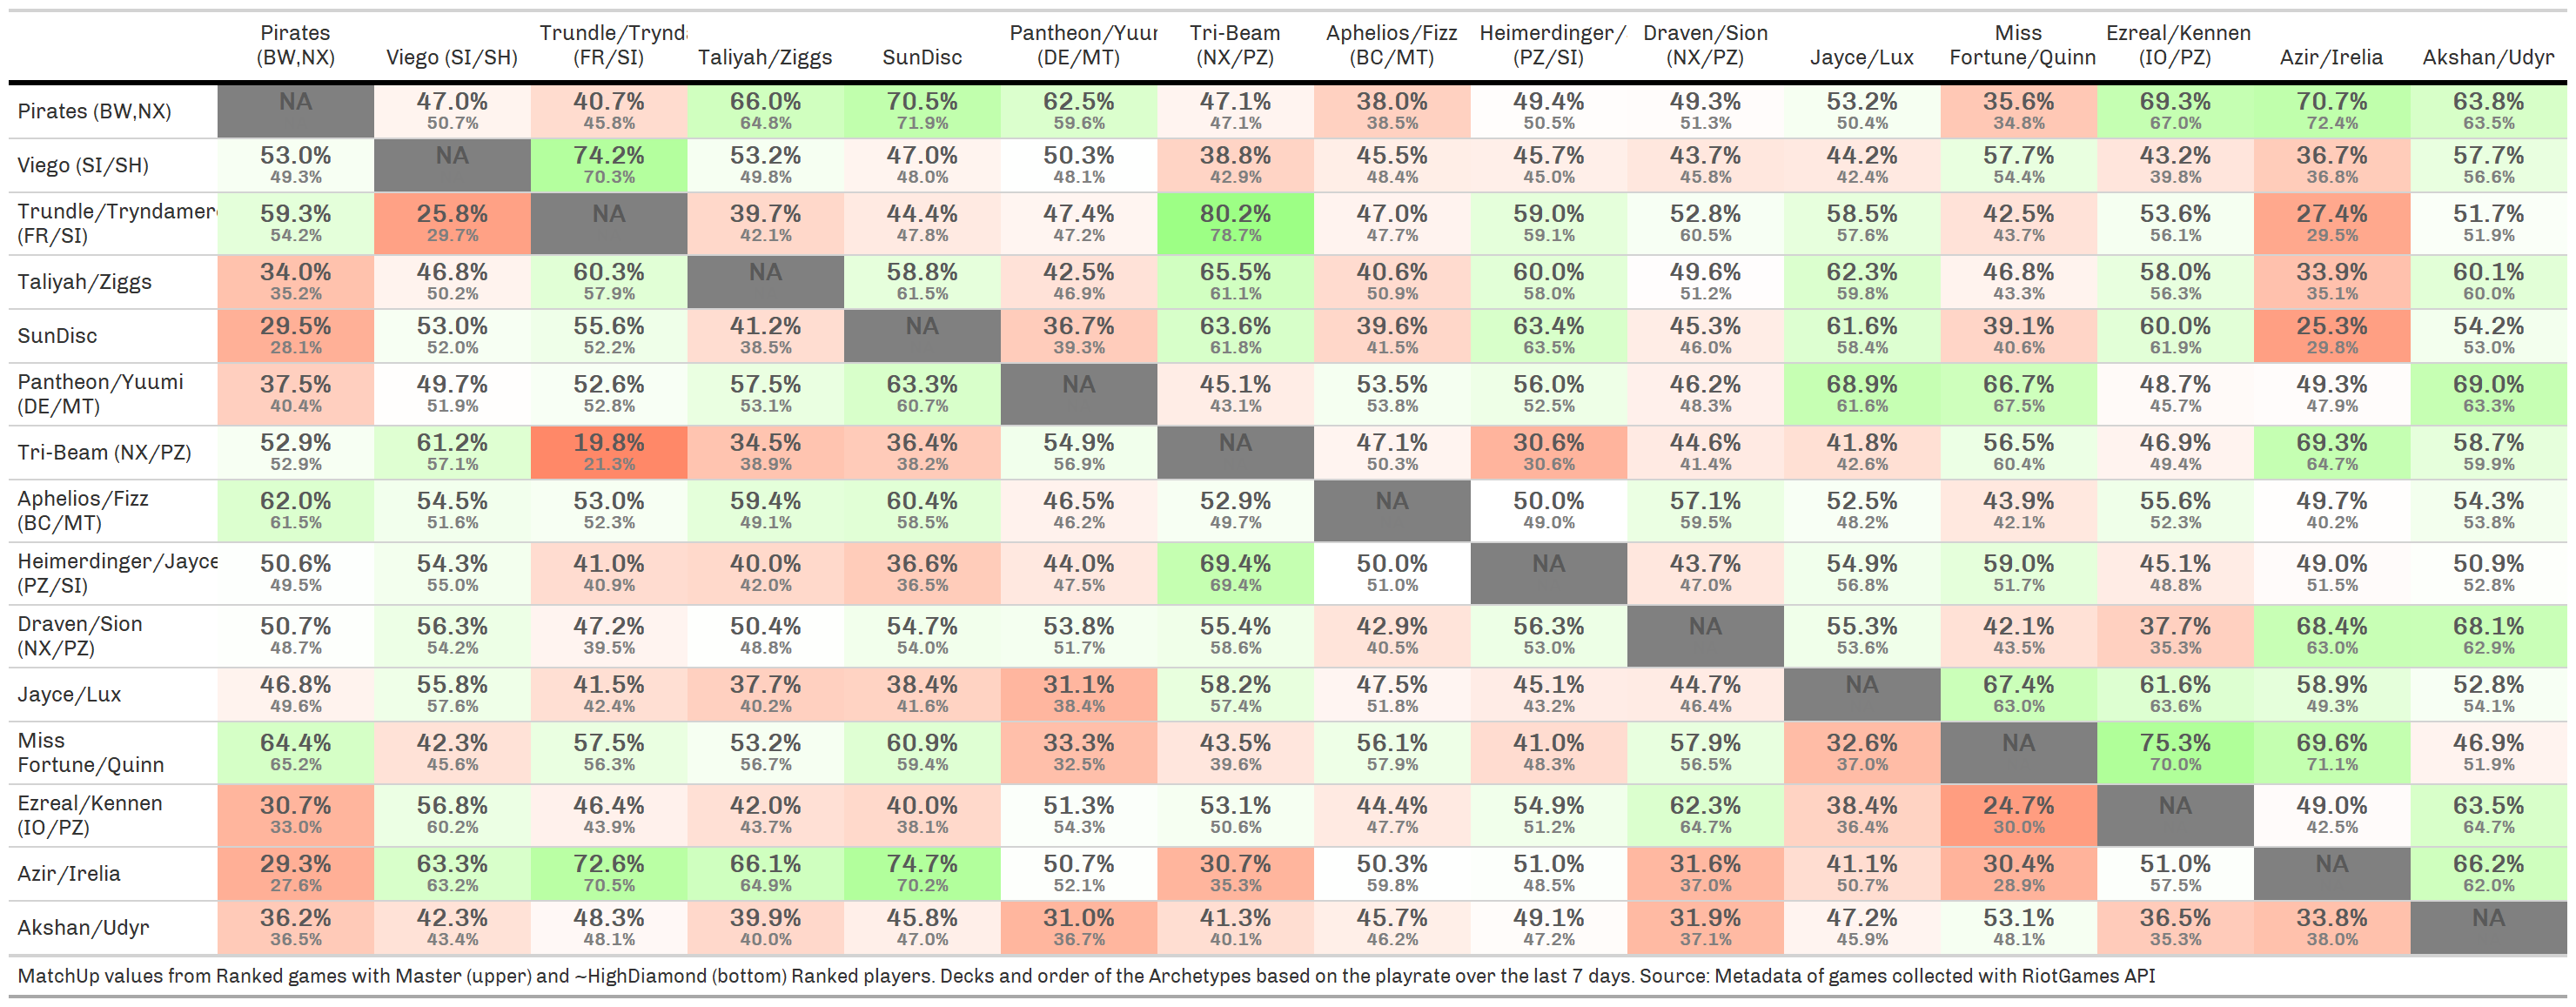 Pirates (BW,NX) Viego (SI/SH) Trundle/Trynda (FR/SI) Taliyah/Ziggs SunDisc Pantheon/Yuur (DE/MT) Tri-Beam (NX/PZ) Aphelios/Fizz (BC/MT) Heimerdinger/ (PZ/SI) Draven/Sion (NX/PZ) Jayce/Lux Miss Fortune/Quinn Ezreal/Kennen (IO/PZ) Azir/Irelia Akshan/Udyr
Pirates (BW,NX) NA 47.0% 40.7% 66.0% 70.5% 62.5% 47.1% 38.0% 49.4% 49.3% 53.2% 35.6% 69.3% 70.7% 63.8%
50.7% 45.8% 64.8% 71.9% 59.6% 47.1% 38.5% 50.5% 51.3% 50.4% 34.8% 67.0% 72.4% 63.5%
Viego (SI/SH) 53.0% NA 74.2% 53.2% 47.0% 50.3% 38.8% 45.5% 45.7% 43.7% 44.2% 57.7% 43.2% 36.7% 57.7%
49.3% 70.3% 49.8% 48.0% 48.1% 42.9% 48.4% 45.0% 45.8% 42.4% 54.4% 39.8% 36.8% 56.6%
Trundle/Tryndamer 59.3% 25.8% NA 39.7% 44.4% 47.4% 80.2% 47.0% 59.0% 52.8% 58.5% 42.5% 53.6% 27.4% 51.7%
(FR/SI) 54.2% 29.7% 42.1% 47.8% 47.2% 78.7% 47.7% 59.1% 60.5% 57.6% 43.7% 56.1% 29.5% 51.9%
Taliyah/Ziggs 34.0% 46.8% 60.3% NA 58.8% 42.5% 65.5% 40.6% 60.0% 49.6% 62.3% 46.8% 58.0% 33.9% 60.1%
35.2% 50.2% 57.9% 61.5% 46.9% 61.1% 50.9% 58.0% 51.2% 59.8% 43.3% 56.3% 35.1% 60.0%
SunDisc 29.5% 53.0% 55.6% 41.2% NA 36.7% 63.6% 39.6% 63.4% 45.3% 61.6% 39.1% 60.0% 25.3% 54.2%
28.1% 52.0% 52.2% 38.5% 39.3% 61.8% 41.5% 63.5% 46.0% 58.4% 40.6% 61.9% 29.8% 53.0%
Pantheon/Yuumi 37.5% 49.7% 52.6% 57.5% 63.3% NA 45.1% 53.5% 56.0% 46.2% 68.9% 66.7% 48.7% 49.3% 69.0%
(DE/MT) 40.4% 51.9% 52.8% 53.1% 60.7% 43.1% 53.8% 52.5% 48.3% 61.6% 67.5% 45.7% 47.9% 63.3%
Tri-Beam (NX/PZ) 52.9% 61.2% 19.8% 34.5% 36.4% 54.9% NA 47.1% 30.6% 44.6% 41.8% 56.5% 46.9% 69.3% 58.7%
52.9% 57.1% 21.3% 38.9% 38.2% 56.9% 50.3% 30.6% 41.4% 42.6% 60.4% 49.4% 64.7% 59.9%
Aphelios/Fizz 62.0% 54.5% 53.0% 59.4% 60.4% 46.5% 52.9% NA 50.0% 57.1% 52.5% 43.9% 55.6% 49.7% 54.3%
(BC/MT) 61.5% 51.6% 52.3% 49.1% 58.5% 46.2% 49.7% 49.0% 59.5% 48.2% 42.1% 52.3% 40.2% 53.8%
Heimerdinger/Jayce 50.6% 54.3% 41.0% 40.0% 36.6% 44.0% 69.4% 50.0% NA 43.7% 54.9% 59.0% 45.1% 49.0% 50.9%
(PZ/SI) 49.5% 55.0% 40.9% 42.0% 36.5% 47.5% 69.4% 51.0% 47.0% 56.8% 51.7% 48.8% 51.5% 52.8%
Draven/Sion 50.7% 56.3% 47.2% 50.4% 54.7% 53.8% 55.4% 42.9% 56.3% NA 55.3% 42.1% 37.7% 68.4% 68.1%
(NX/PZ) 48.7% 54.2% 39.5% 48.8% 54.0% 51.7% 58.6% 40.5% 53.0% 53.6% 43.5% 35.3% 63.0% 62.9%
Jayce/Lux 46.8% 55.8% 41.5% 37.7% 38.4% 31.1% 58.2% 47.5% 45.1% 44.7% NA 67.4% 61.6% 58.9% 52.8%
49.6% 57.6% 42.4% 40.2% 41.6% 38.4% 57.4% 51.8% 43.2% 46.4% 63.0% 63.6% 49.3% 54.1%
Miss 64.4% 42.3% 57.5% 53.2% 60.9% 33.3% 43.5% 56.1% 41.0% 57.9% 32.6% NA 75.3% 69.6% 46.9%
Fortune/Quinn 65.2% 45.6% 56.3% 56.7% 59.4% 32.5% 39.6% 57.9% 48.3% 56.5% 37.0% 70.0% 71.1% 51.9%
Ezreal/Kennen 30.7% 56.8% 46.4% 42.0% 40.0% 51.3% 53.1% 44.4% 54.9% 62.3% 38.4% 24.7% NA 49.0% 63.5%
(IO/PZ) 33.0% 60.2% 43.9% 43.7% 38.1% 54.3% 50.6% 47.7% 51.2% 64.7% 36.4% 30.0% 42.5% 64.7%
Azir/Irelia 29.3% 63.3% 72.6% 66.1% 74.7% 50.7% 30.7% 50.3% 51.0% 31.6% 41.1% 30.4% 51.0% NA 66.2%
27.6% 63.2% 70.5% 64.9% 70.2% 52.1% 35.3% 59.8% 48.5% 37.0% 50.7% 28.9% 57.5% 62.0%
Akshan/Udyr 36.2% 42.3% 48.3% 39.9% 45.8% 31.0% 41.3% 45.7% 49.1% 31.9% 47.2% 53.1% 36.5% 33.8% NA
36.5% 43.4% 48.1% 40.0% 47.0% 36.7% 40.1% 46.2% 47.2% 37.1% 45.9% 48.1% 35.3% 38.0%
MatchUp values from Ranked games with Master (upper) and ~HighDiamond (bottom) Ranked players. Decks and order of the Archetypes based on the playrate over the last 7 days. Source: Metadata of games collected with RiotGames API